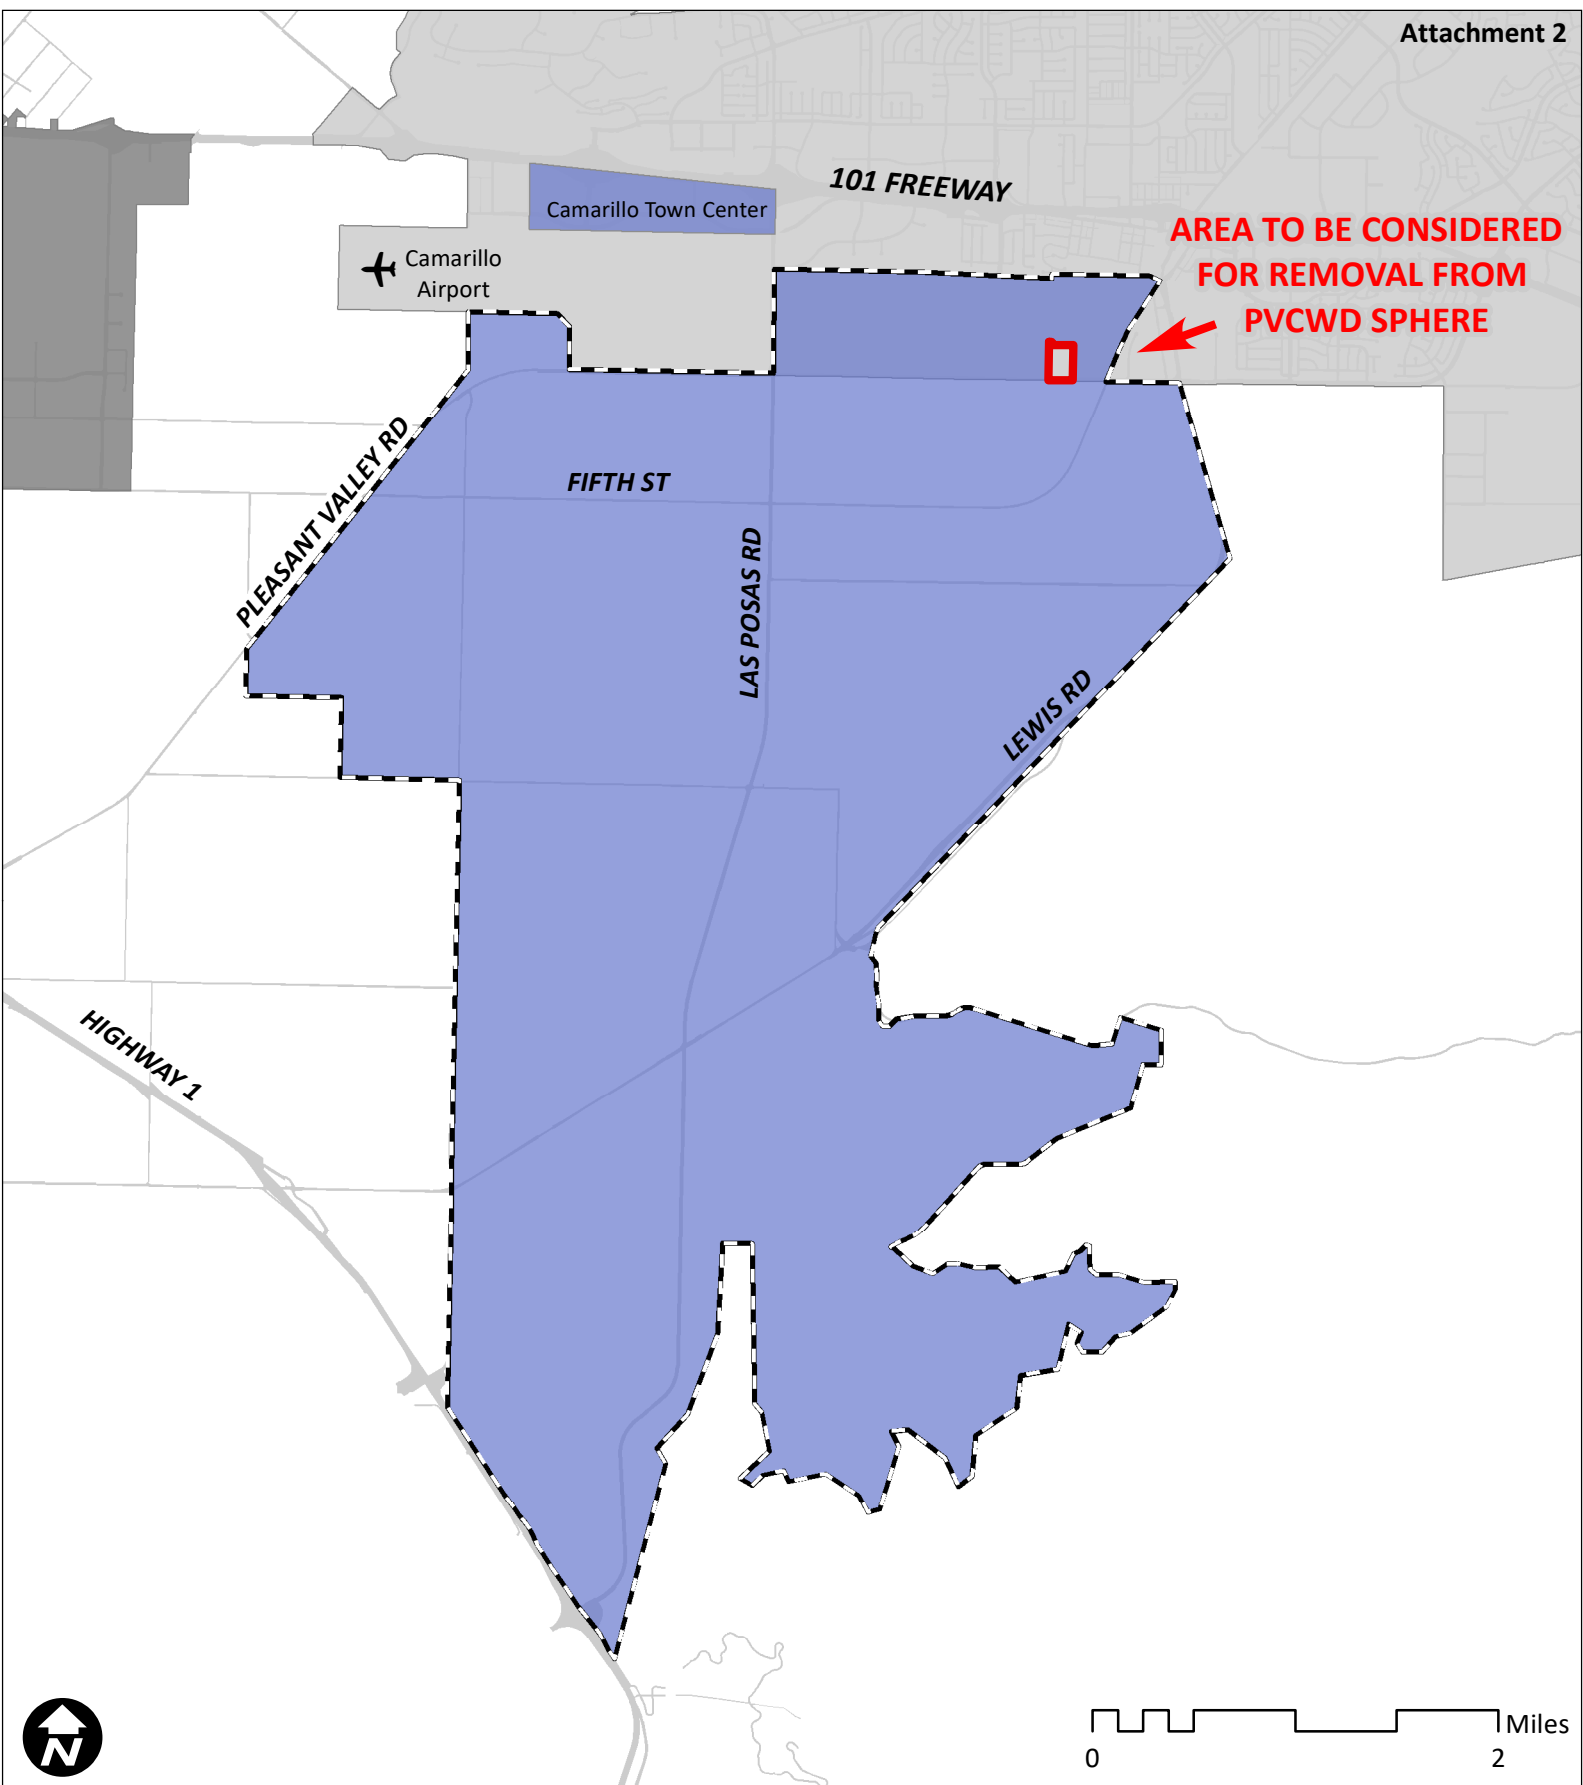 Attachment 2
101 FREEWAY
Camarillo Town Center
AREA TO BE CONSIDERED
FOR REMOVAL FROM
PVCWD SPHERE
Camarillo
Airport
PLEASANT VALLEY RD
FIFTH ST
LAS POSAS RD
LEWIS RD
HIGHWAY 1
N
Miles
0
2